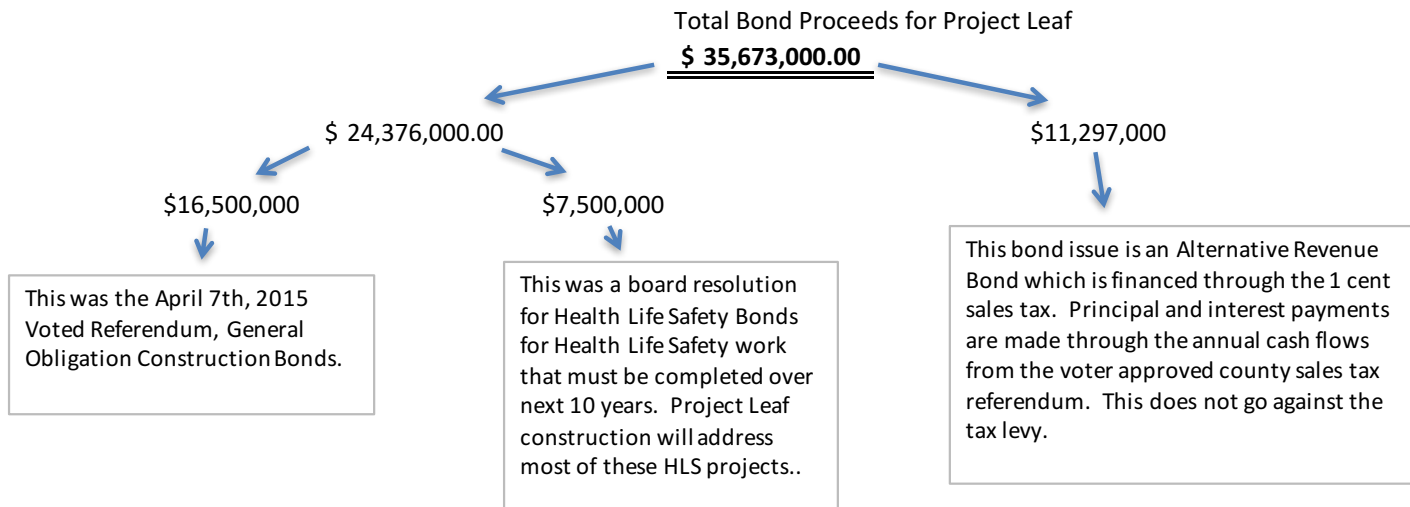 Total Bond Proceeds for Project Leaf
$ 35,673,000.00
$ 24,376,000.00
$11,297,000
$16,500,000
$7,500,000
This was the April 7th, 2015
Voted Referendum, General
Obligation Construction Bonds.
This was a board resolution
for Health Life Safety Bonds
for Health Life Safety work
that must be completed over
next 10 years. Project Leaf
construction will address
most of these HLS projects..
This bond issue is an Alternative Revenue
Bond which is financed through the 1 cent
sales tax. Principal and interest payments
are made through the annual cash flows
from the voter approved county sales tax
referendum. This does not go against the
tax levy.